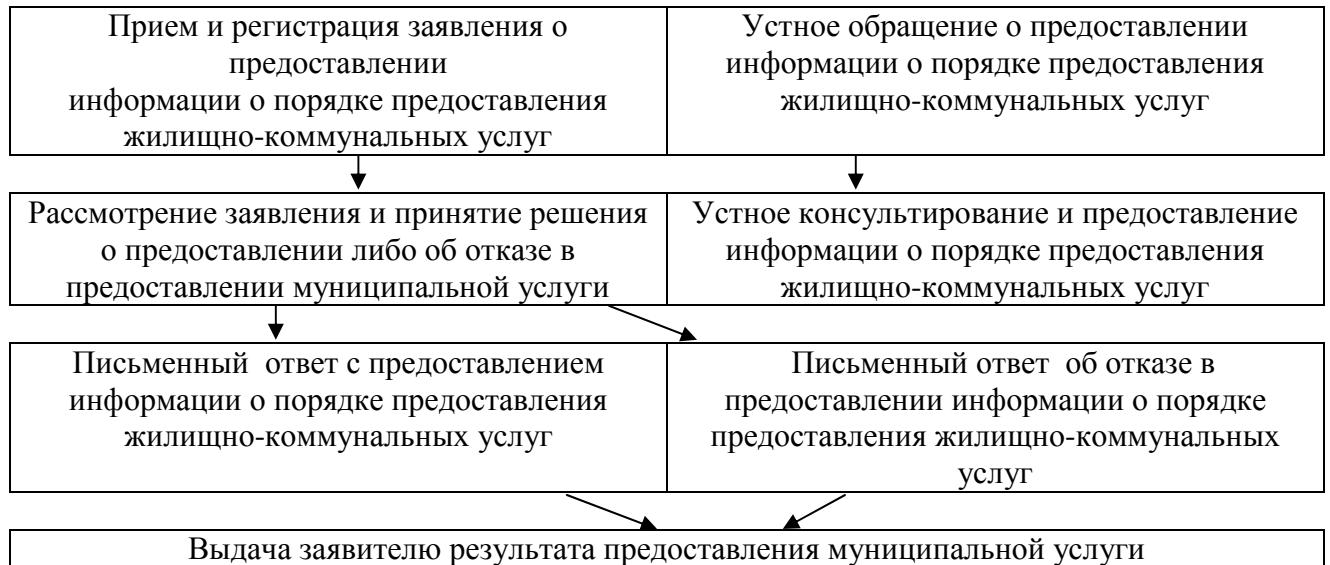 Прием и регистрация заявления о
предоставлении
информации о порядке предоставления
жилищно-коммунальных услуг
Устное обращение о предоставлении
информации о порядке предоставления
жилищно-коммунальных услуг
Рассмотрение заявления и принятие решения
о предоставлении либо об отказе в
предоставлении муниципальной услуги
Устное консультирование и предоставление
информации о порядке предоставления
жилищно-коммунальных услуг
Письменный ответ с предоставлением
информации о порядке предоставления
жилищно-коммунальных услуг
Письменный ответ об отказе в
предоставлении информации о порядке
предоставления жилищно-коммунальных
услуг
Выдача заявителю результата предоставления муниципальной услуги